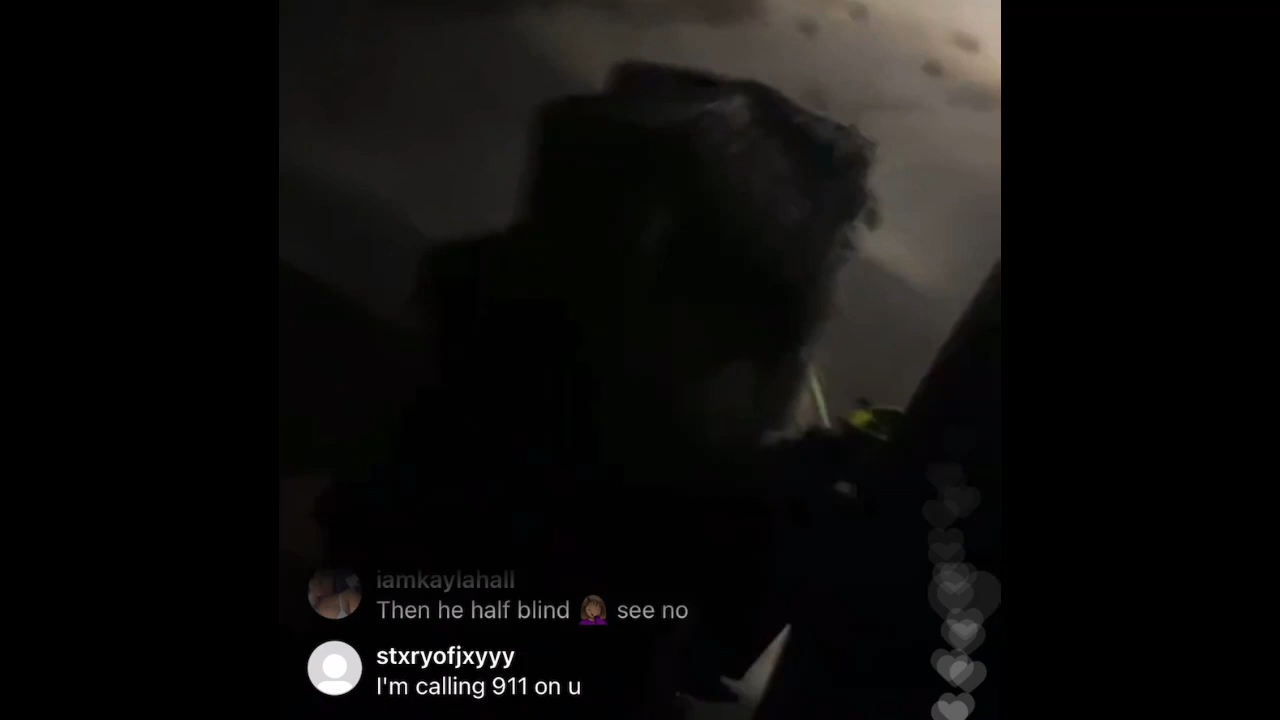 iamkaylahall
Then he half blind 🤦🏽‍♀️ see no
stxryofjxyyy
I'm calling 911 on u